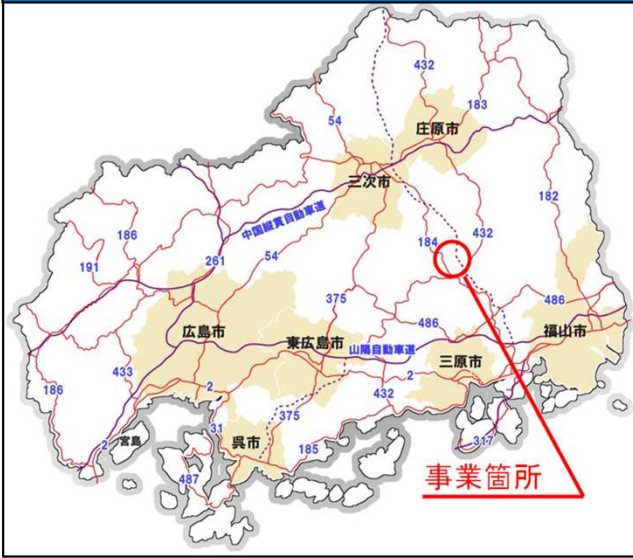 432
183
54
庄原市
三次市
182
186
中国縦貫自動車道
184
432
191
261
54
375
486
広島市
東広島市
山陽自動車道
486
福山市
三原市
186
433
2
2
432
31
375
呉市
185
宮島
2
317
487
事業箇所